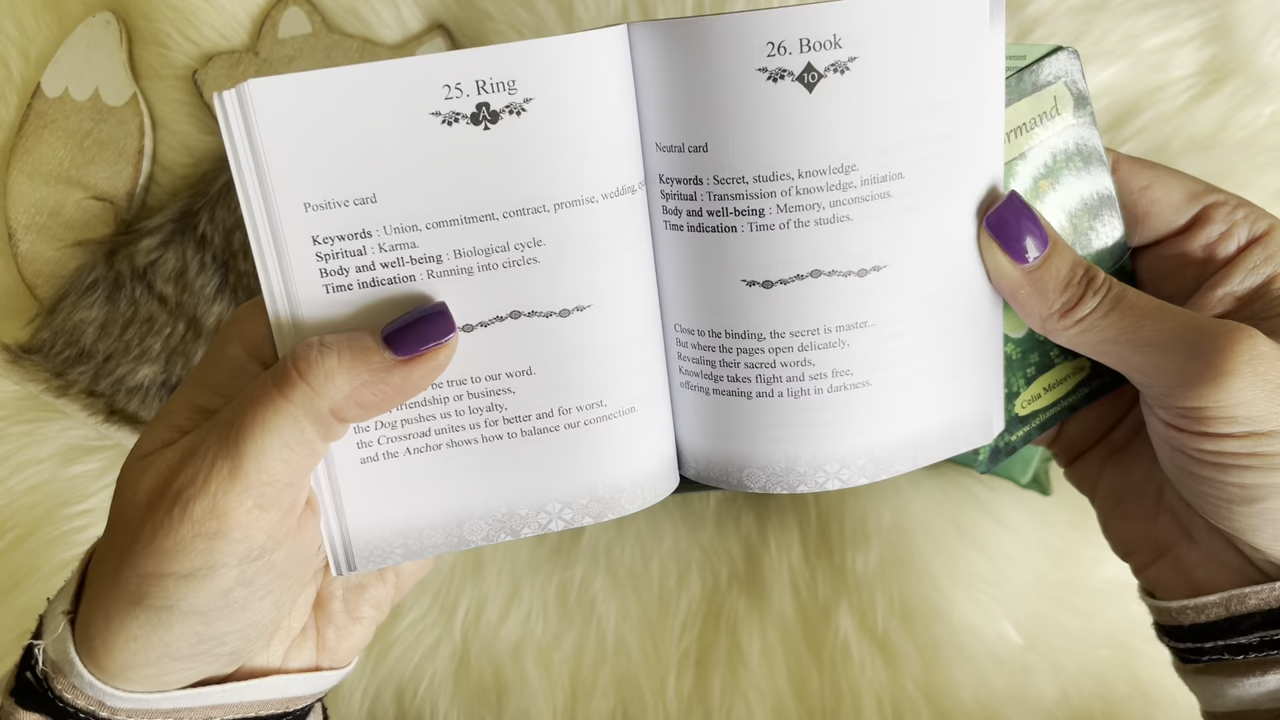 25. Ring
A
Positive card
Keywords : Union, commitment, contract, promise, wedding,
Spiritual : Karma.
Body and well-being : Biological cycle.
Time indication : Running into circles.
be true to our word.
friendship or business,
the Dog pushes us to loyalty,
the Crossroad unites us for better and for worst,
and the Anchor shows how to balance our connection.
26. Book
10
Neutral card
Keywords : Secret, studies, knowledge.
Spiritual : Transmission of knowledge, initiation.
Body and well-being : Memory, unconscious.
Time indication : Time of the studies.
Close to the binding, the secret is master...
But where the pages open delicately,
Revealing their sacred words,
Knowledge takes flight and sets free,
offering meaning and a light in darkness.
Celia Melesville